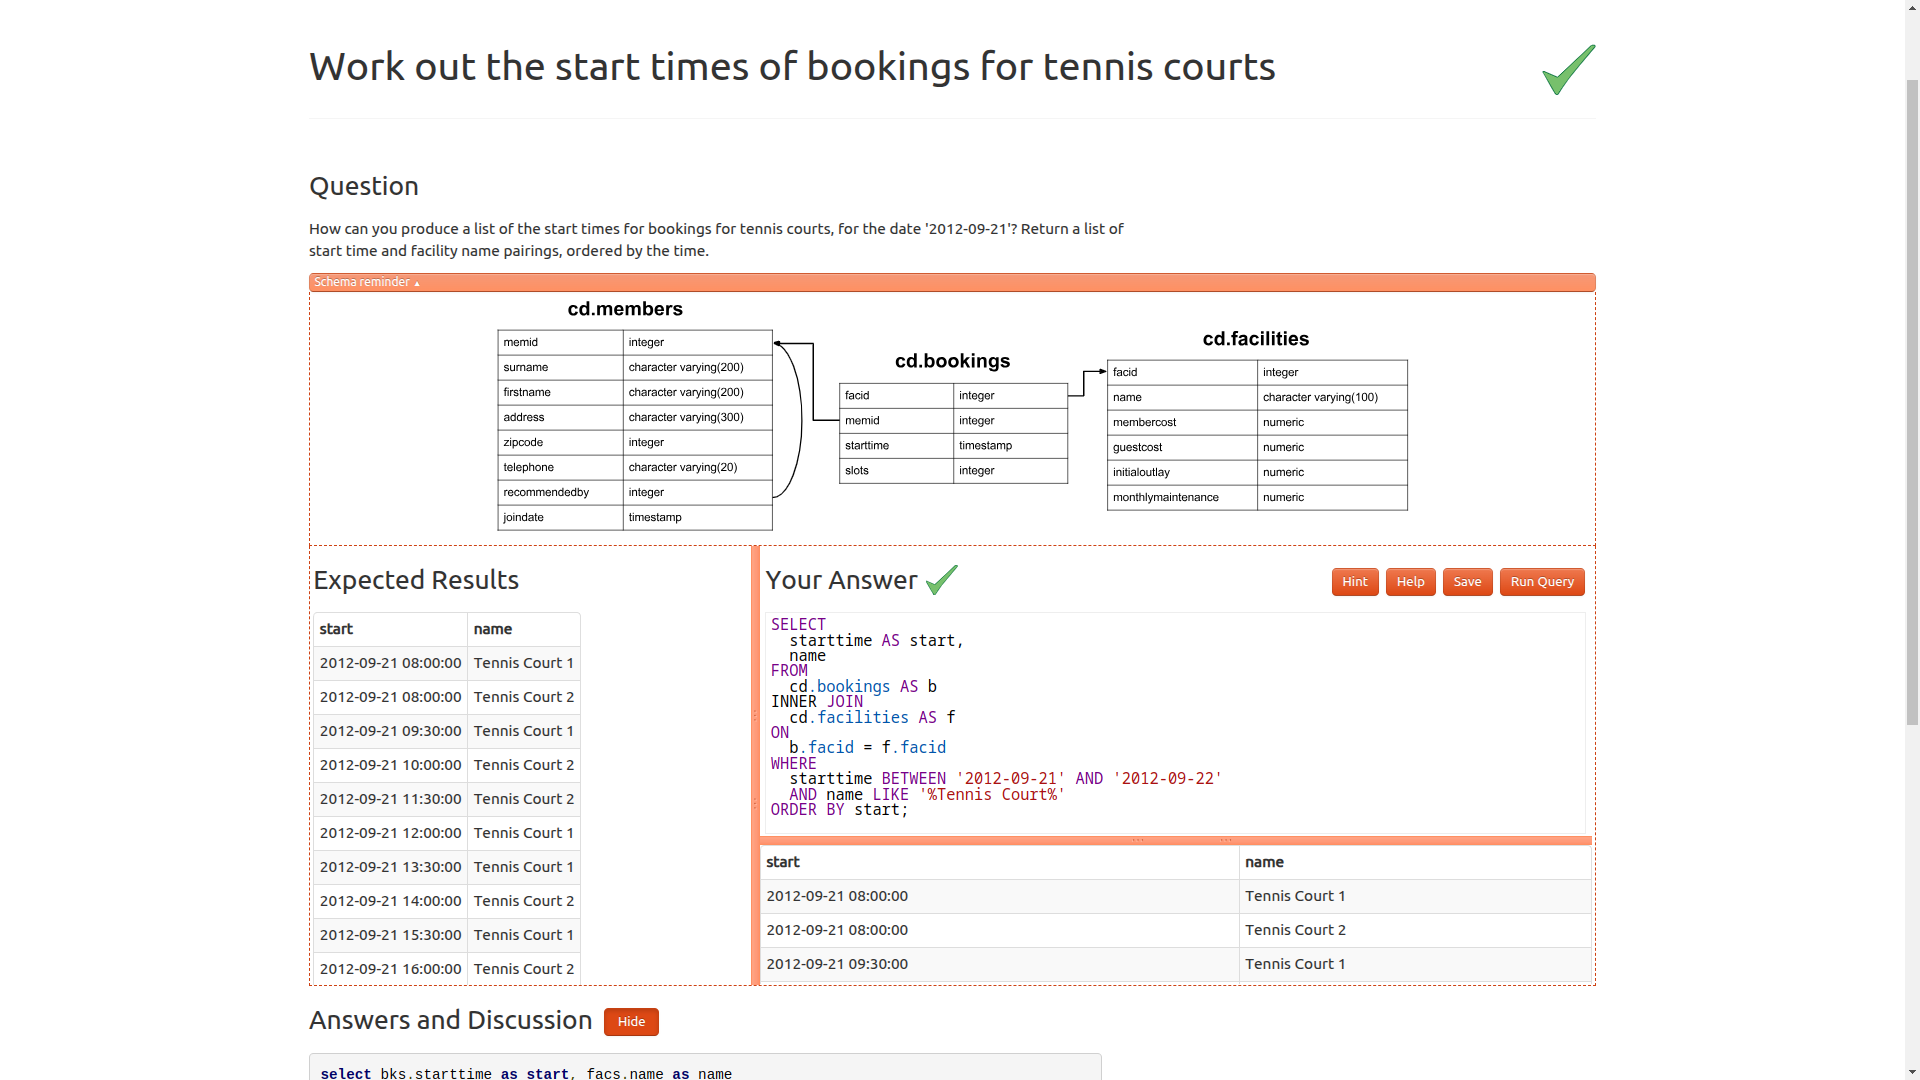 Work out the start times of bookings for tennis courts
Question
How can you produce a list of the start times for bookings for tennis courts, for the date '2012-09-21'? Return a list of
start time and facility name pairings, ordered by the time.
Schema reminder ▲
cd.members
memid integer
surname character varying(200)
firstname character varying(200)
address character varying(300)
zipcode integer
telephone character varying(20)
recommendedby integer
joindate timestamp
cd.bookings
facid integer
memid integer
starttime timestamp
slots integer
cd.facilities
facid integer
name character varying(100)
membercost numeric
guestcost numeric
initialoutlay numeric
monthlymaintenance numeric
Expected Results
start name
2012-09-21 08:00:00 Tennis Court 1
2012-09-21 08:00:00 Tennis Court 2
2012-09-21 09:30:00 Tennis Court 1
2012-09-21 10:00:00 Tennis Court 2
2012-09-21 11:30:00 Tennis Court 2
2012-09-21 12:00:00 Tennis Court 1
2012-09-21 13:30:00 Tennis Court 1
2012-09-21 14:00:00 Tennis Court 2
2012-09-21 15:30:00 Tennis Court 1
2012-09-21 16:00:00 Tennis Court 2
Your Answer
Hint Help Save Run Query
SELECT
starttime AS start,
name
FROM
cd.bookings AS b
INNER JOIN
cd.facilities AS f
ON
b.facid = f.facid
WHERE
starttime BETWEEN '2012-09-21' AND '2012-09-22'
AND name LIKE '%Tennis Court%'
ORDER BY start;
start name
2012-09-21 08:00:00 Tennis Court 1
2012-09-21 08:00:00 Tennis Court 2
2012-09-21 09:30:00 Tennis Court 1
Answers and Discussion Hide
select bks.starttime as start, facs.name as name